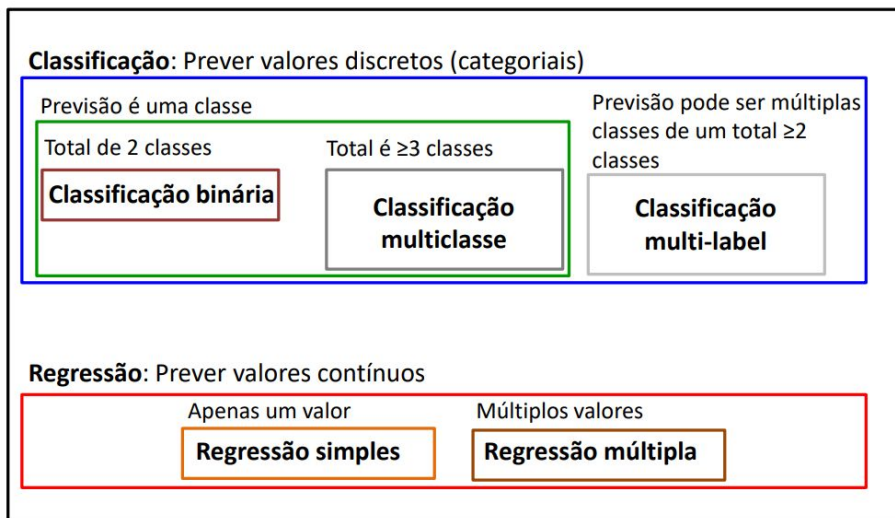 Classificação: Prever valores discretos (categoriais)
Previsão é uma classe
Previsão pode ser múltiplas
classes de um total ≥2
classes
Total de 2 classes
Total é ≥3 classes
Classificação binária
Classificação
multiclasse
Classificação
multi-label
Regressão: Prever valores contínuos
Apenas um valor
Múltiplos valores
Regressão simples
Regressão múltipla